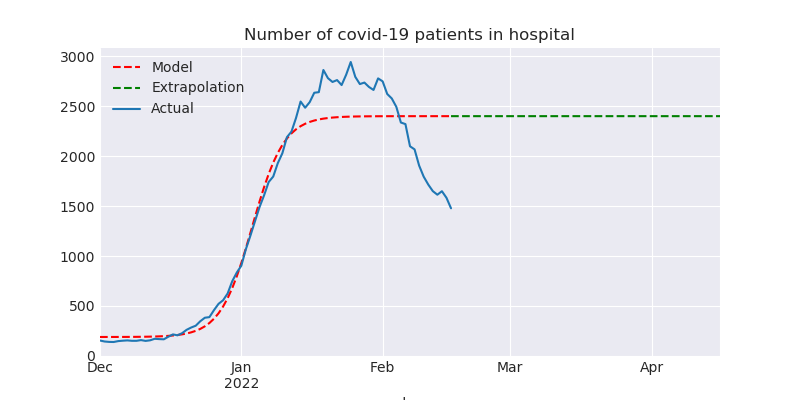 Number of covid-19 patients in hospital
3000
2500
2000
1500
1000
500
0
Model
Extrapolation
Actual
Dec
Jan
2022
Feb
Mar
Apr